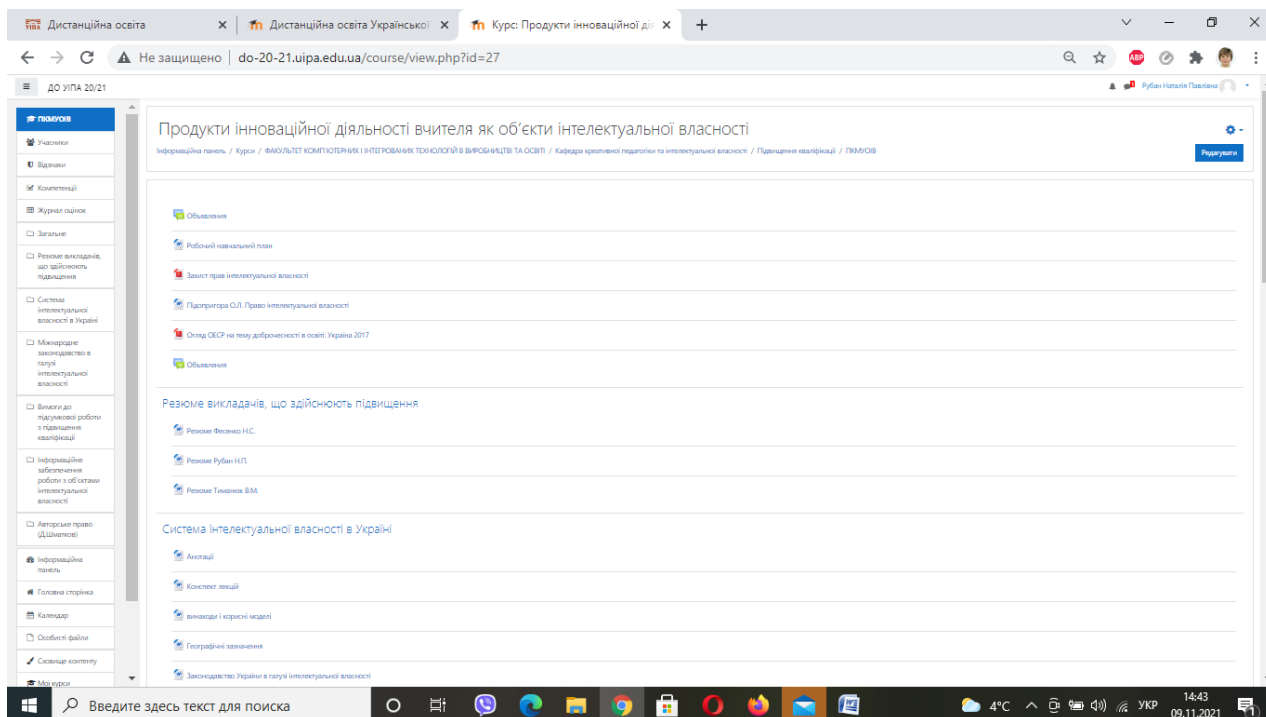 Дистанційна освіта
Дистанційна освіта Української
Курс: Продукти інноваційної дія
Не защищено
do-20-21.uipa.edu.ua/course/view.php?id=27
ABP
ДО УІПА 20/21
Рубан Наталія Павлівна
ПКМУОІВ
Учасники
Відзнаки
Компетенції
Журнал оцінок
Загальне
Резюме викладачів,
що здійснюють
підвищення
Система
інтелектуальної
власності в Україні
Міжнародне
законодавство в
галузі
інтелектуальної
власності
Вимоги до
підсумкової роботи
з підвищення
кваліфікації
Інформаційне
забезпечення
роботи з об'єктами
інтелектуальної
власності
Авторське право
(Д.Шматков)
Інформаційна
панель
Головна сторінка
Календар
Особисті файли
Сховище контенту
Мої курси
Продукти інноваційної діяльності вчителя як об’єкти інтелектуальної власності
Інформаційна панель / Курси / ФАКУЛЬТЕТ КОМП'ЮТЕРНИХ І ІНТЕГРОВАНИХ ТЕХНОЛОГІЙ В ВИРОБНИЦТВІ ТА ОСВІТІ / Кафедра креативної педагогіки та інтелектуальної власності / Підвищення кваліфікації / ПКМУОІВ
Редагувати
Объявления
Робочий навчальний план
Захист прав інтелектуальної власності
Підопригора О.Л. Право інтелектуальної власності
Огляд ОЕСР на тему доброчесності в освіті: Україна 2017
Объявления
Резюме викладачів, що здійснюють підвищення
Резюме Фесенко Н.С.
Резюме Рубан Н.П.
Резюме Тиманюк В.М.
Система інтелектуальної власності в Україні
Анотації
Конспект лекцій
винаходи і корисні моделі
Географічні зазначення
Законодавство України в галузі інтелектуальної власності
Введите здесь текст для поиска
4°C
УКР
14:43
09.11.2021